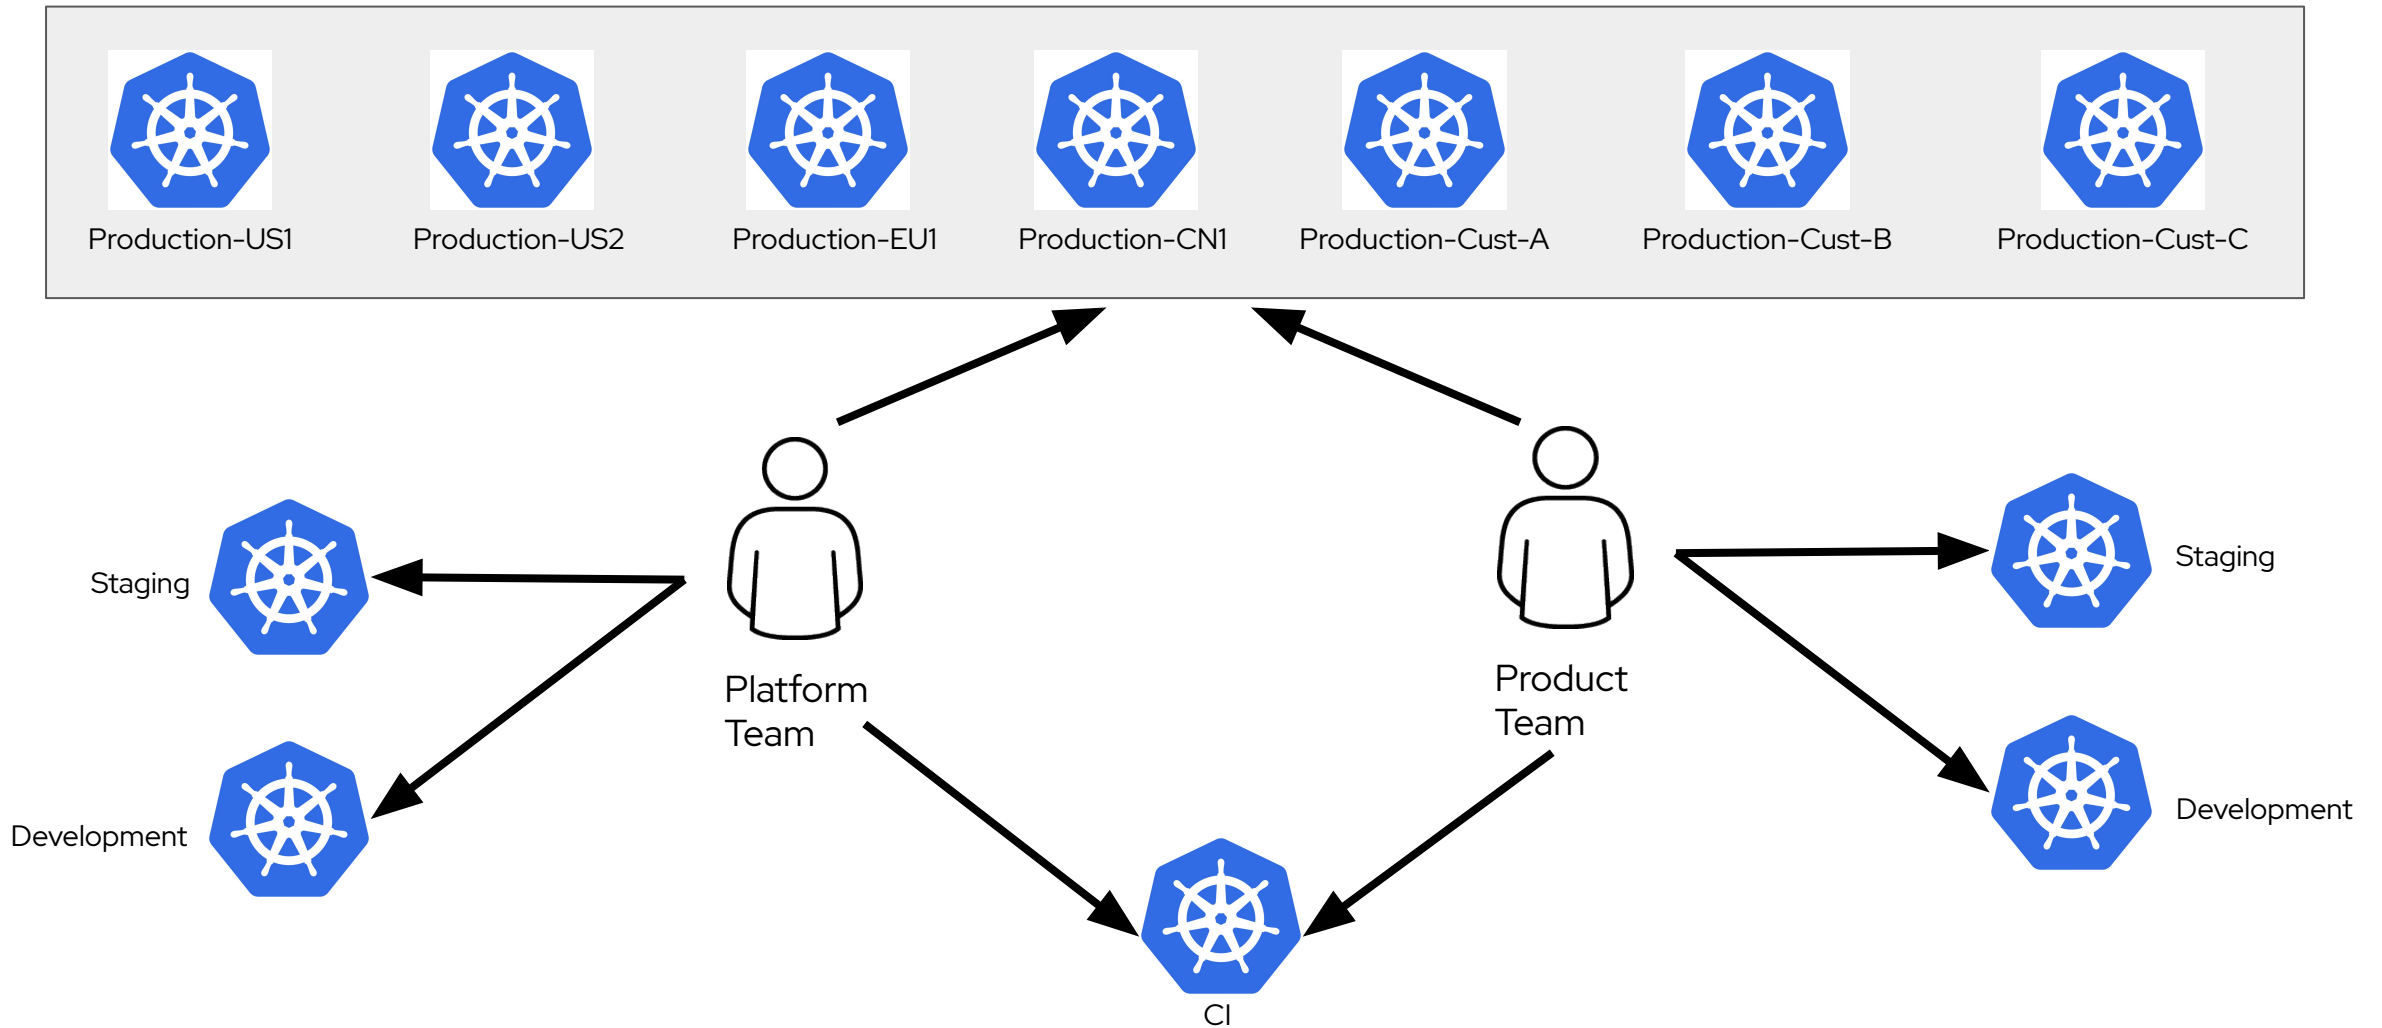 Production-US1
Production-US2
Production-EU1
Production-CN1
Production-Cust-A
Production-Cust-B
Production-Cust-C
Staging
Development
Platform
Team
Product
Team
Staging
Development
CI